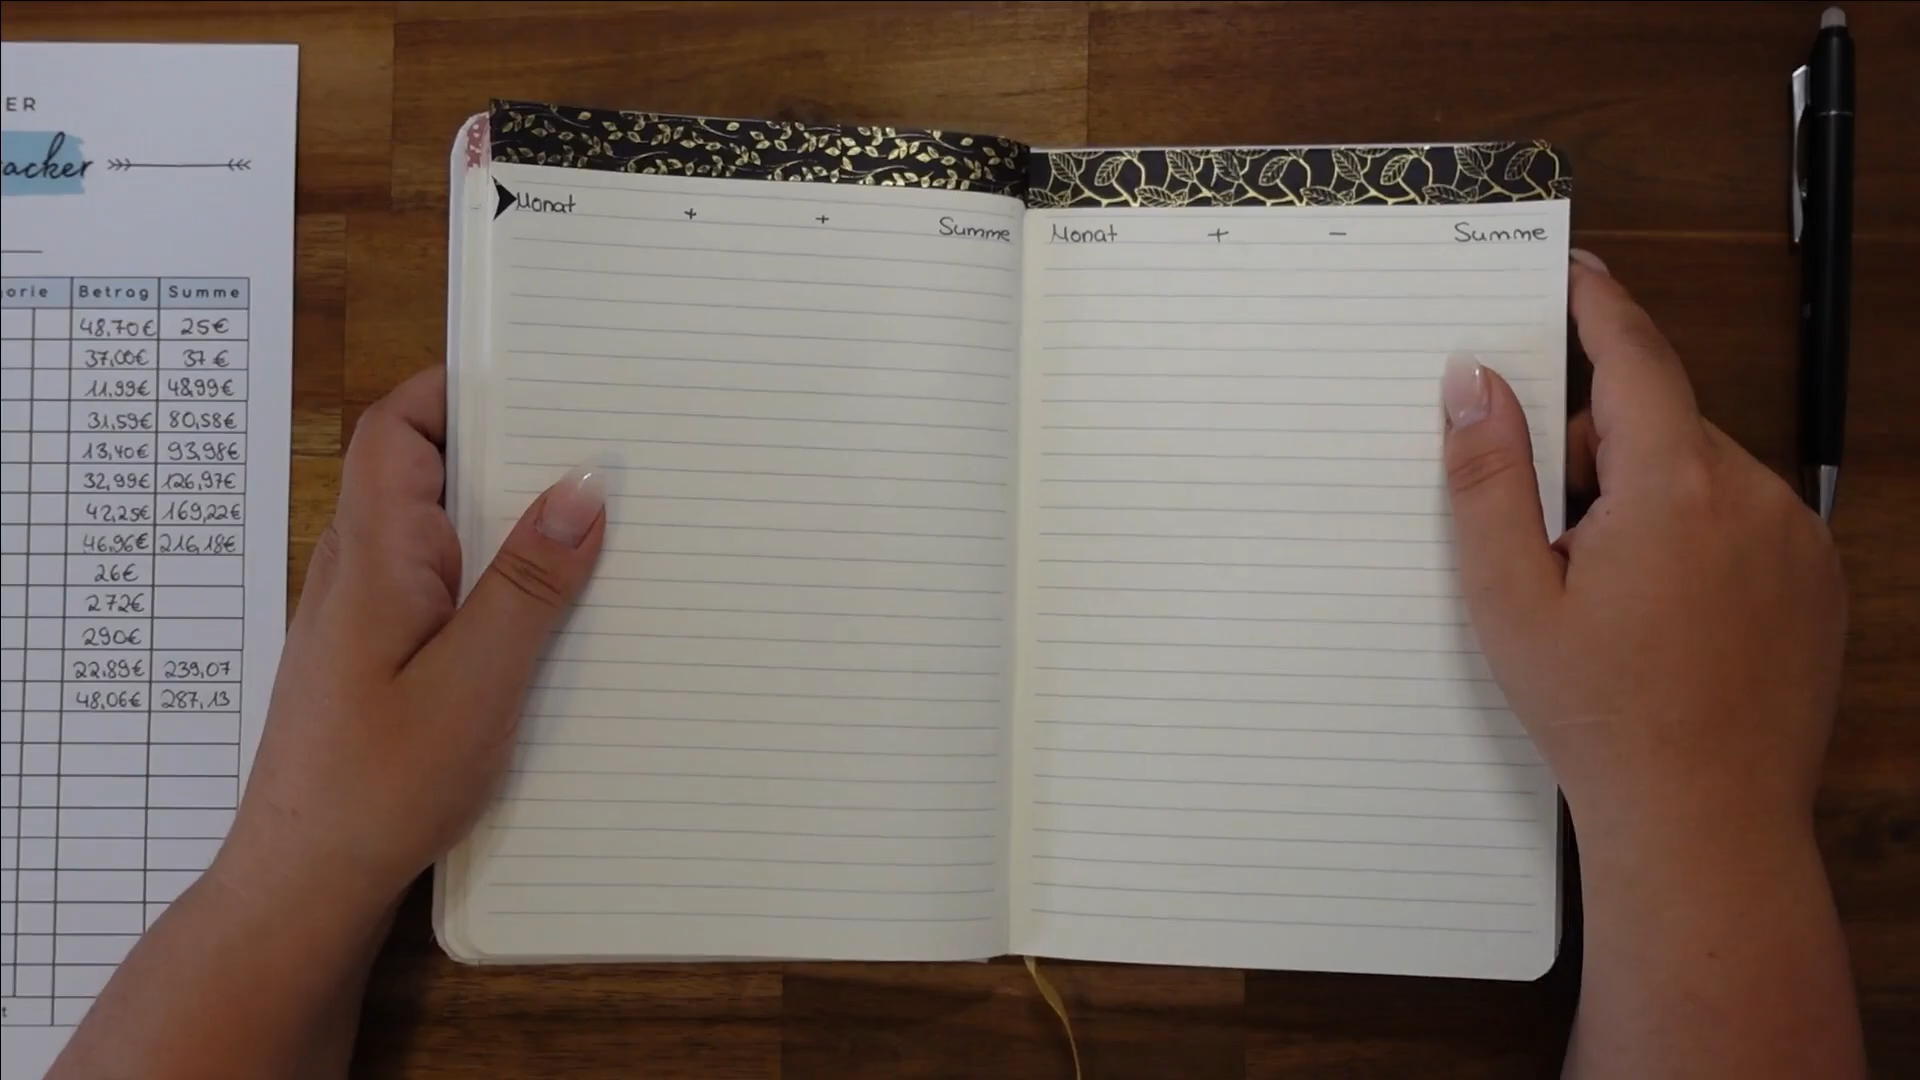 ER
acker
orie Betrag Summe
48,70€ 25€
37,00€ 37€
11,99€ 48,99€
31,59€ 80,58€
13,40€ 93,98€
32,99€ 126,97€
42,25€ 169,22€
46,96€ 216,18€
26€
272€
290€
22,89€ 239,07
48,06€ 287,13
t
Monat + + Summe
Monat + - Summe